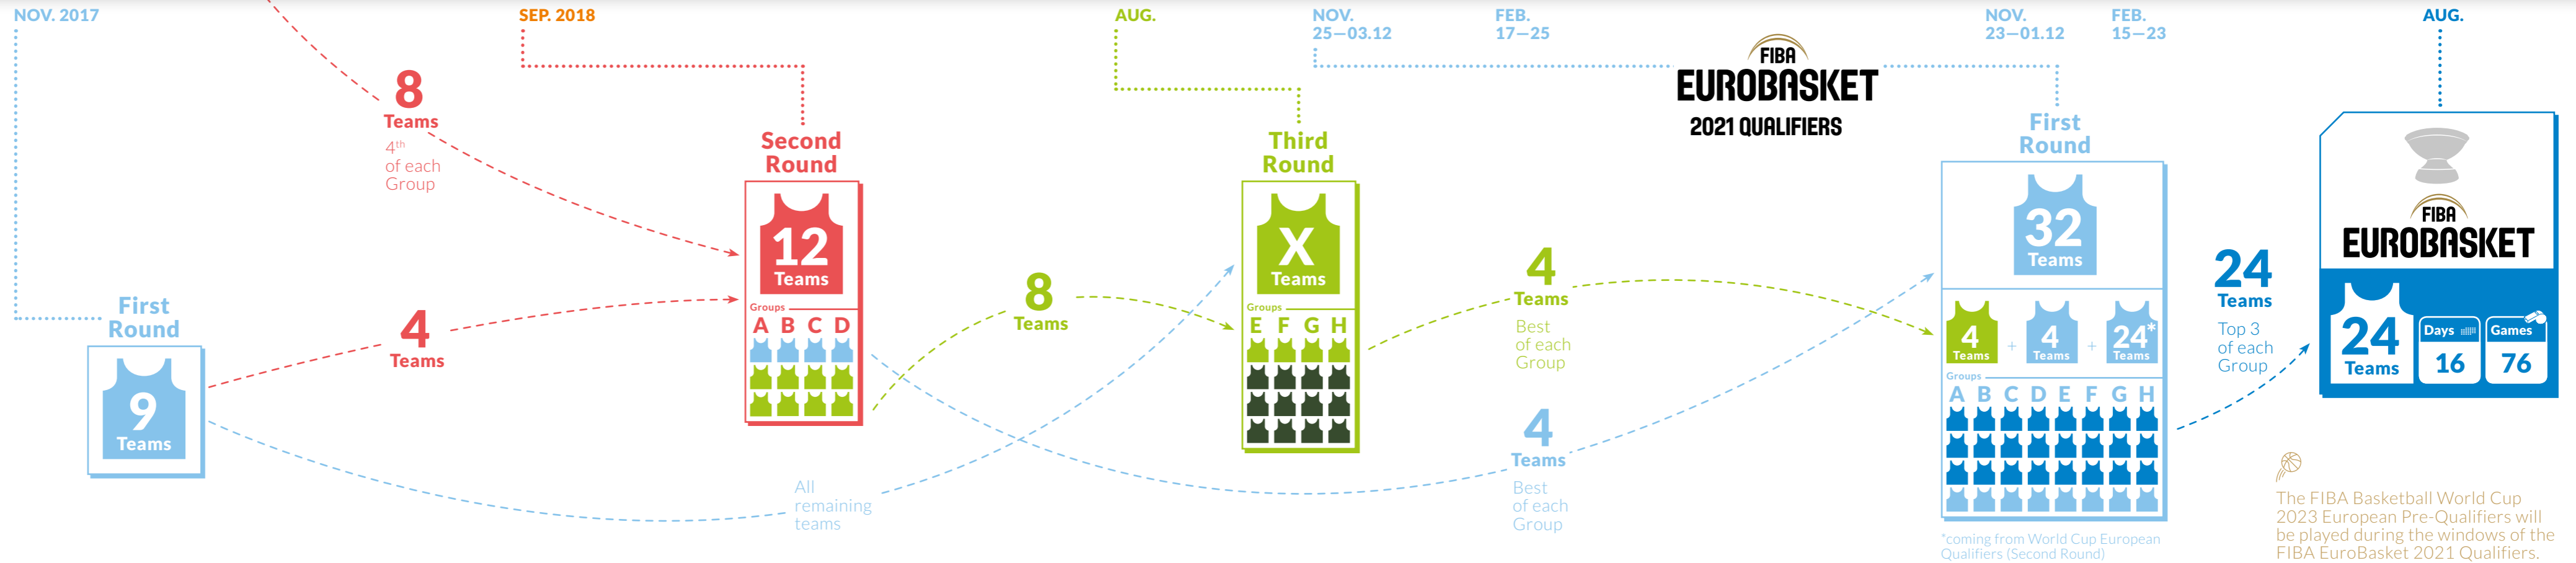 NOV. 2017
SEP. 2018
AUG.
NOV.
25—03.12
FEB.
17—25
NOV.
23—01.12
FEB.
15—23
AUG.
FIBA
EUROBASKET
2021 QUALIFIERS
8
Teams
4th
of each
Group
First
Round
9
Teams
4
Teams
Second
Round
12
Teams
Groups
A B C D
All
remaining
teams
8
Teams
Third
Round
X
Teams
Groups
E F G H
4
Teams
Best
of each
Group
4
Teams
Best
of each
Group
First
Round
32
Teams
4
Teams
+
4
Teams
+
24*
Teams
Groups
A B C D E F G H
*coming from World Cup European
Qualifiers (Second Round)
24
Teams
Top 3
of each
Group
FIBA
EUROBASKET
24
Teams
Days
16
Games
76
The FIBA Basketball World Cup
2023 European Pre-Qualifiers will
be played during the windows of the
FIBA EuroBasket 2021 Qualifiers.